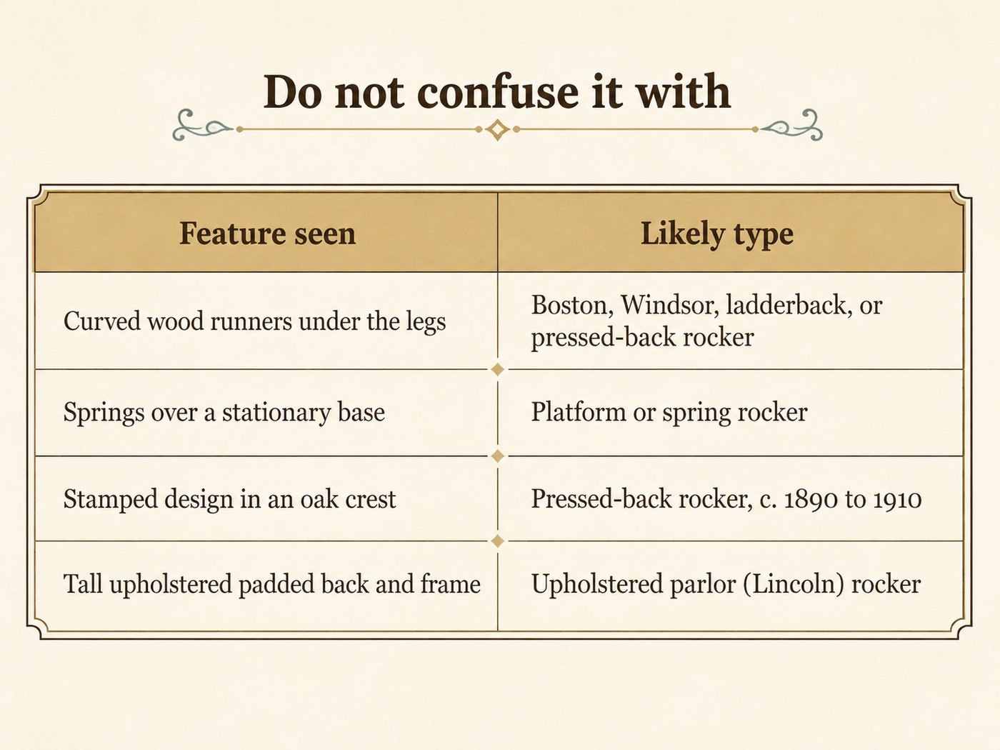 Do not confuse it with
Feature seen
Likely type
Curved wood runners under the legs
Boston, Windsor, ladderback, or
pressed-back rocker
Springs over a stationary base
Platform or spring rocker
Stamped design in an oak crest
Pressed-back rocker, c. 1890 to 1910
Tall upholstered padded back and frame
Upholstered parlor (Lincoln) rocker